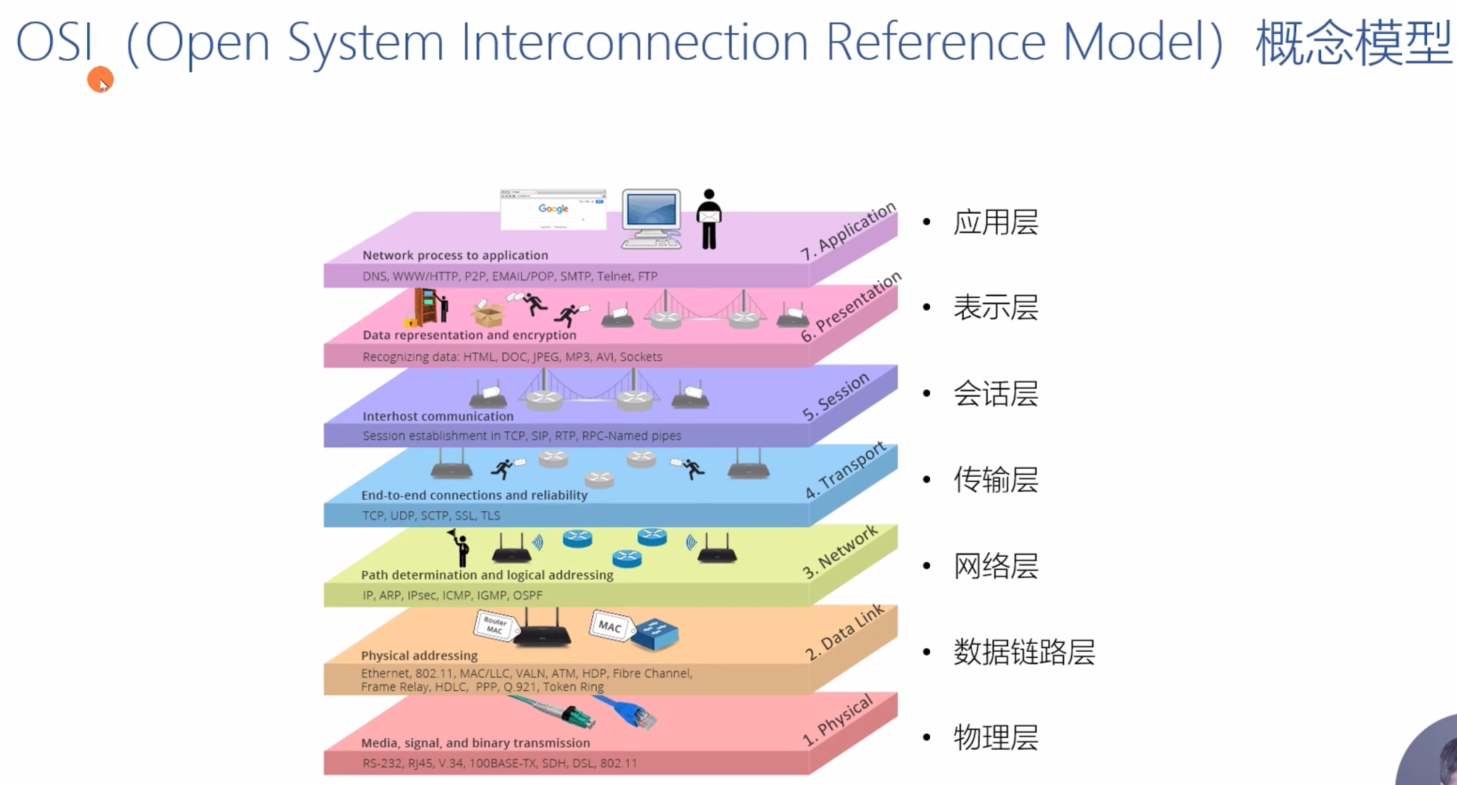 OSI（Open System Interconnection Reference Model）概念模型
Google
7. Application
Network process to application
DNS, WWW/HTTP, P2P, EMAIL/POP, SMTP, Telnet, FTP
• 应用层
6. Presentation
Data representation and encryption
Recognizing data: HTML, DOC, JPEG, MP3, AVI, Sockets
• 表示层
5. Session
Interhost communication
Session establishment in TCP, SIP, RTP, RPC-Named pipes
• 会话层
4. Transport
End-to-end connections and reliability
TCP, UDP, SCTP, SSL, TLS
• 传输层
3. Network
Path determination and logical addressing
IP, ARP, IPsec, ICMP, IGMP, OSPF
• 网络层
Router
MAC
MAC
2. Data Link
Physical addressing
Ethernet, 802.11, MAC/LLC, VALN, ATM, HDP, Fibre Channel,
Frame Relay, HDLC, PPP, Q.921, Token Ring
• 数据链路层
1. Physical
Media, signal, and binary transmission
RS-232, RJ45, V.34, 100BASE-TX, SDH, DSL, 802.11
• 物理层